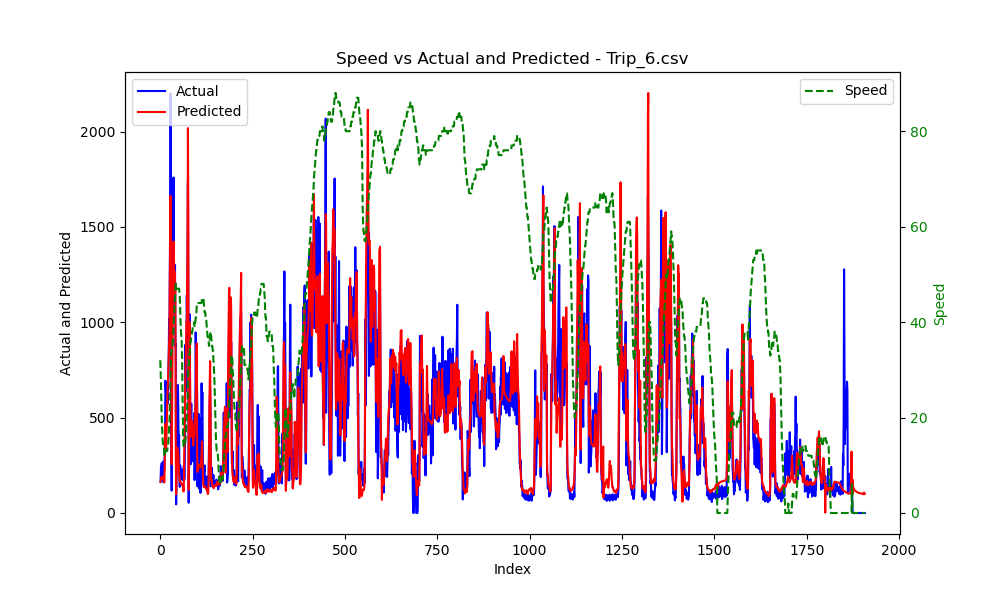 Speed vs Actual and Predicted - Trip_6.csv
Actual
Predicted
Speed
2000
1500
1000
500
0
Actual and Predicted
80
60
40
20
0
Speed
0 250 500 750 1000 1250 1500 1750 2000
Index